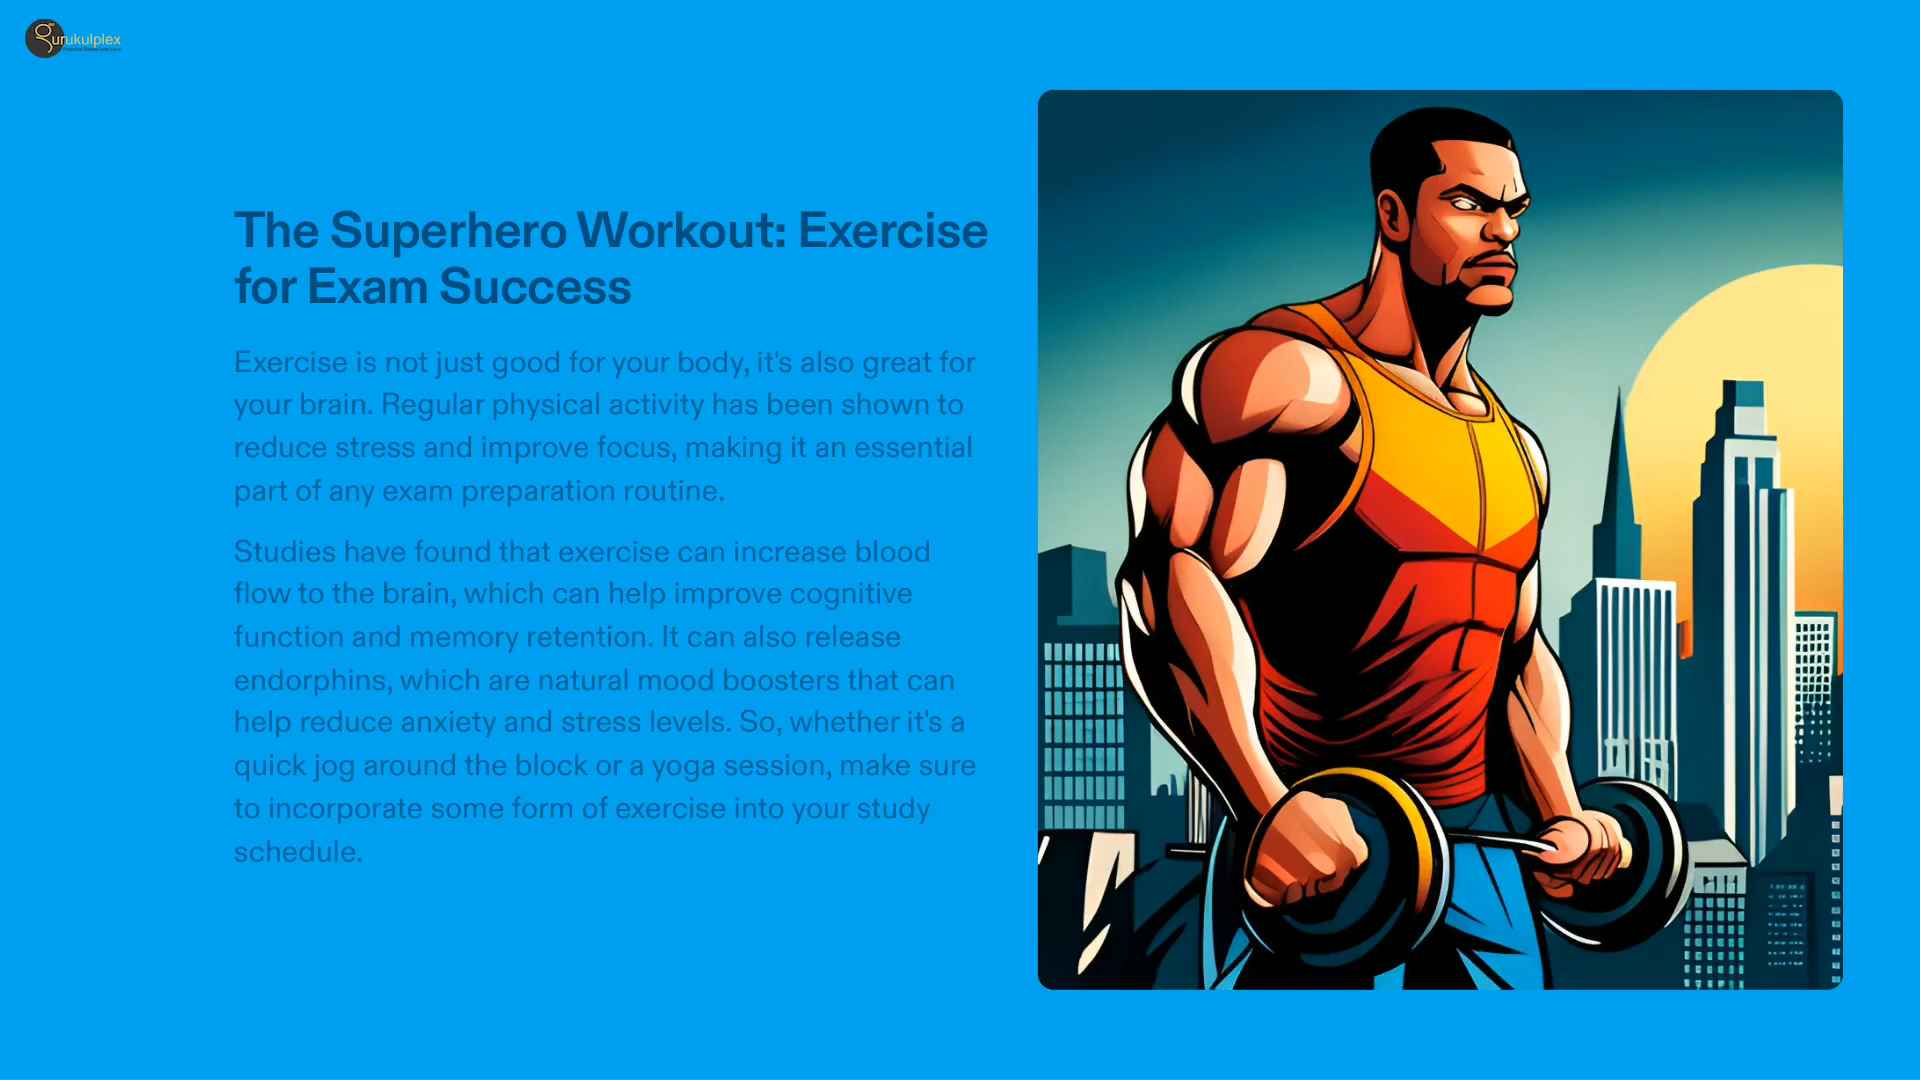 gurukulplex
The Superhero Workout: Exercise
for Exam Success
Exercise is not just good for your body, it's also great for
your brain. Regular physical activity has been shown to
reduce stress and improve focus, making it an essential
part of any exam preparation routine.
Studies have found that exercise can increase blood
flow to the brain, which can help improve cognitive
function and memory retention. It can also release
endorphins, which are natural mood boosters that can
help reduce anxiety and stress levels. So, whether it's a
quick jog around the block or a yoga session, make sure
to incorporate some form of exercise into your study
schedule.